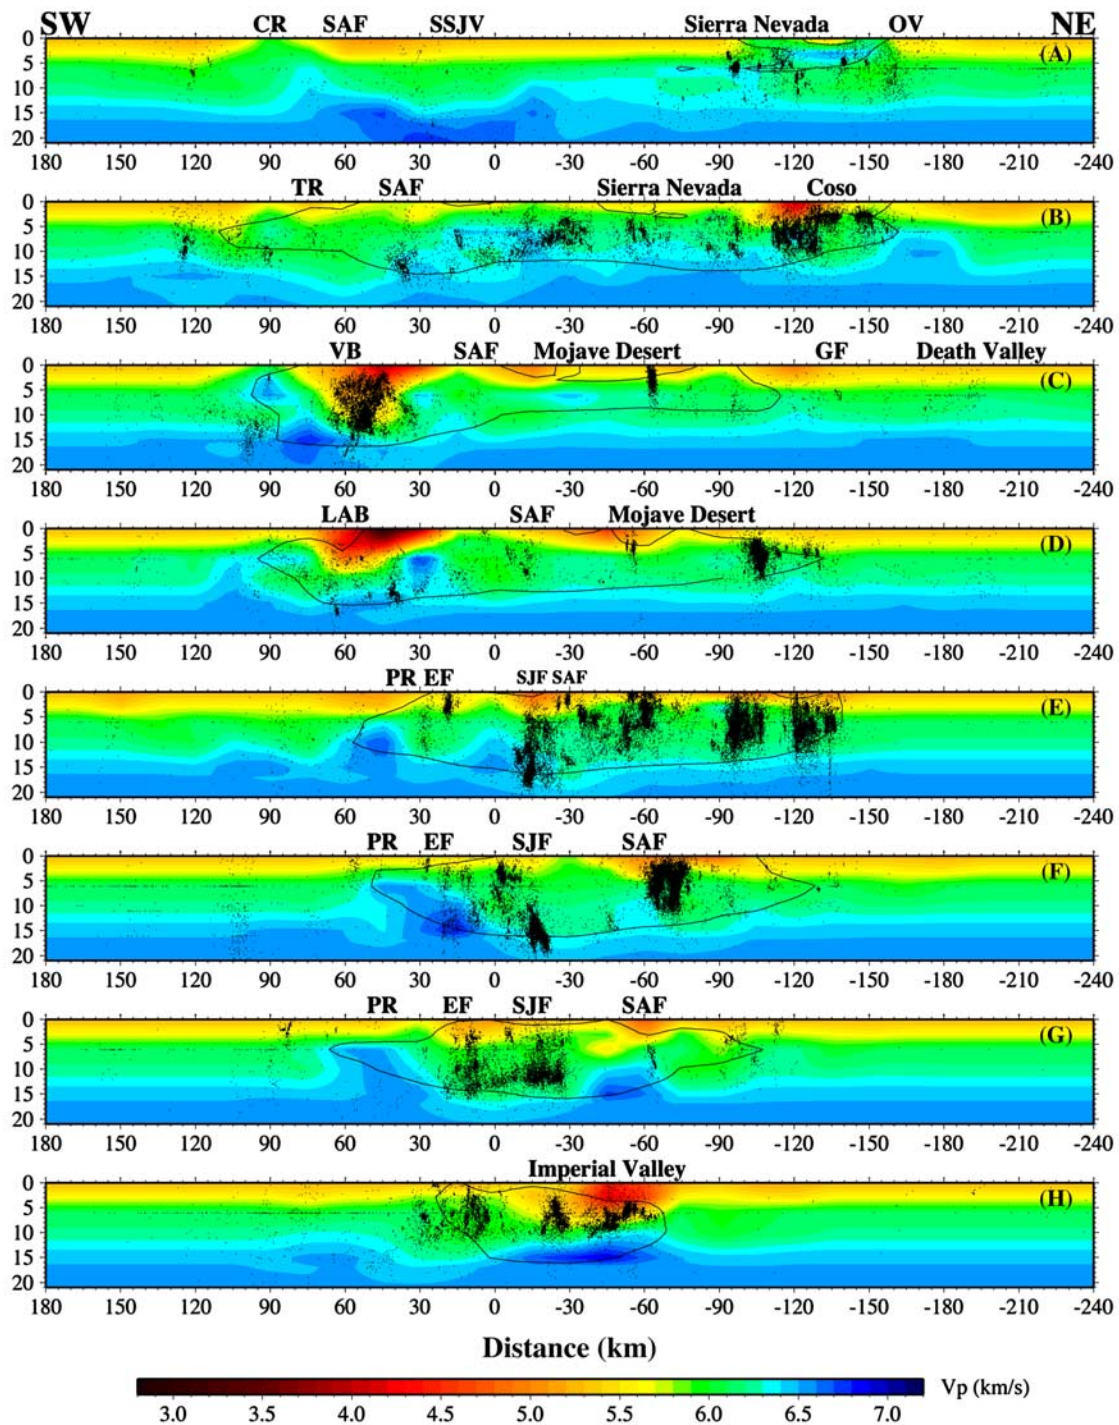 SW CR SAF SSJV Sierra Nevada OV NE
0
5
10
15
20
(A)
180 150 120 90 60 30 0 -30 -60 -90 -120 -150 -180 -210 -240
TR SAF Sierra Nevada Coso
0
5
10
15
20
(B)
180 150 120 90 60 30 0 -30 -60 -90 -120 -150 -180 -210 -240
VB SAF Mojave Desert GF Death Valley
0
5
10
15
20
(C)
180 150 120 90 60 30 0 -30 -60 -90 -120 -150 -180 -210 -240
LAB SAF Mojave Desert
0
5
10
15
20
(D)
180 150 120 90 60 30 0 -30 -60 -90 -120 -150 -180 -210 -240
PR EF SJF SAF
0
5
10
15
20
(E)
180 150 120 90 60 30 0 -30 -60 -90 -120 -150 -180 -210 -240
PR EF SJF SAF
0
5
10
15
20
(F)
180 150 120 90 60 30 0 -30 -60 -90 -120 -150 -180 -210 -240
PR EF SJF SAF
0
5
10
15
20
(G)
180 150 120 90 60 30 0 -30 -60 -90 -120 -150 -180 -210 -240
Imperial Valley
0
5
10
15
20
(H)
180 150 120 90 60 30 0 -30 -60 -90 -120 -150 -180 -210 -240
Distance (km)
Vp (km/s)
3.0 3.5 4.0 4.5 5.0 5.5 6.0 6.5 7.0